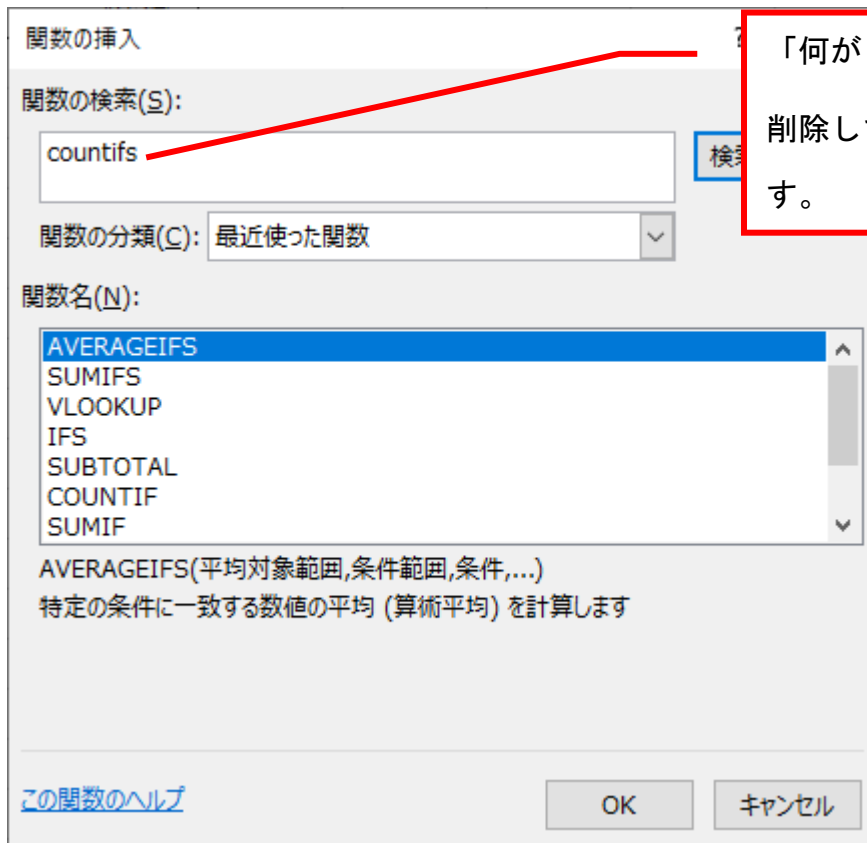 関数の挿入
?
「何が
削除し
す。
関数の検索(S):
countifs
検
関数の分類(C): 最近使った関数
関数名(N):
AVERAGEIFS
SUMIFS
VLOOKUP
IFS
SUBTOTAL
COUNTIF
SUMIF
AVERAGEIFS(平均対象範囲,条件範囲,条件,...)
特定の条件に一致する数値の平均 (算術平均) を計算します
この関数のヘルプ
OK
キャンセル